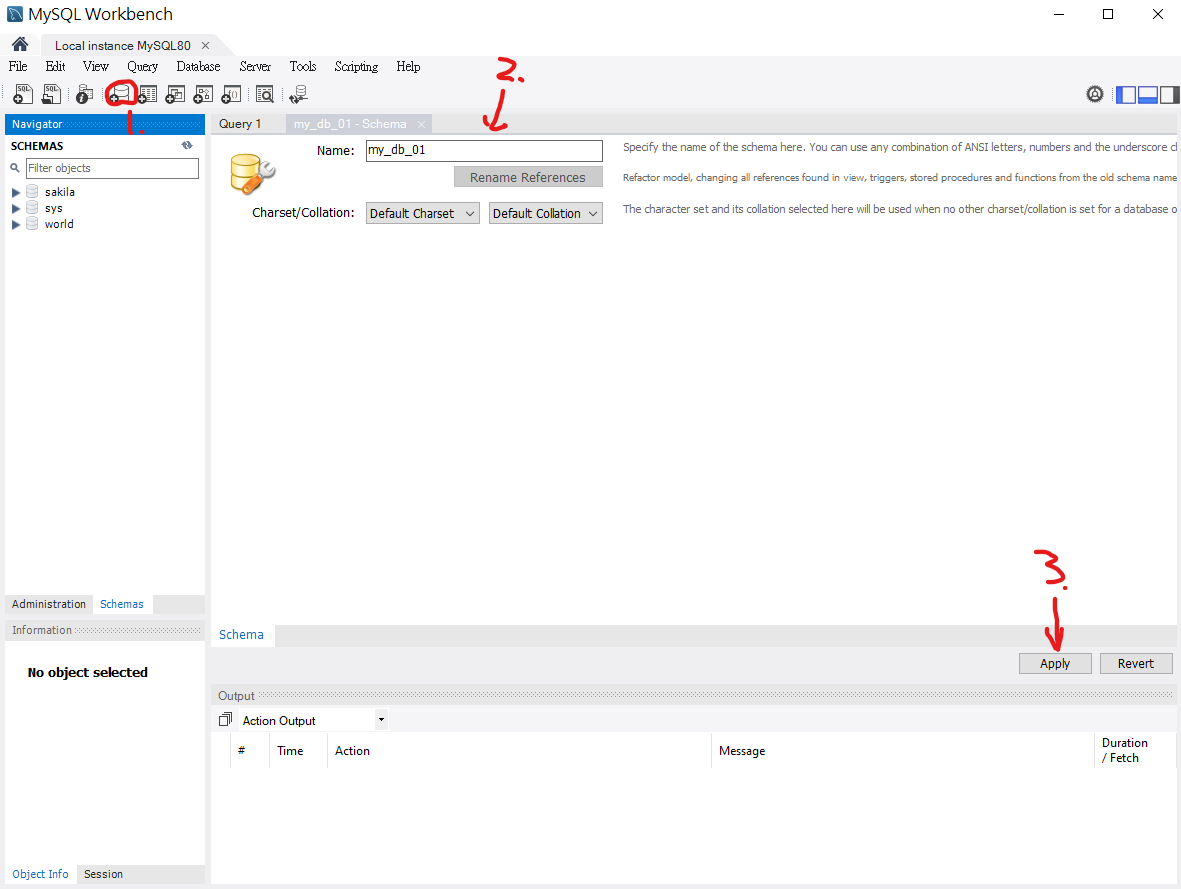 MySQL Workbench
Local instance MySQL80
File Edit View Query Database Server Tools Scripting Help
SQL SQL
1.
2.
Navigator
SCHEMAS
Filter objects
sakila
sys
world
Administration Schemas
Information
No object selected
Object Info Session
Query 1 my_db_01 - Schema
Name: my_db_01 Specify the name of the schema here. You can use any combination of ANSI letters, numbers and the underscore
Rename References Refactor model, changing all references found in view, triggers, stored procedures and functions from the old schema name
Charset/Collation: Default Charset Default Collation The character set and its collation selected here will be used when no other charset/collation is set for a database
3.
Schema
Apply Revert
Output
Action Output
# Time Action Message Duration / Fetch